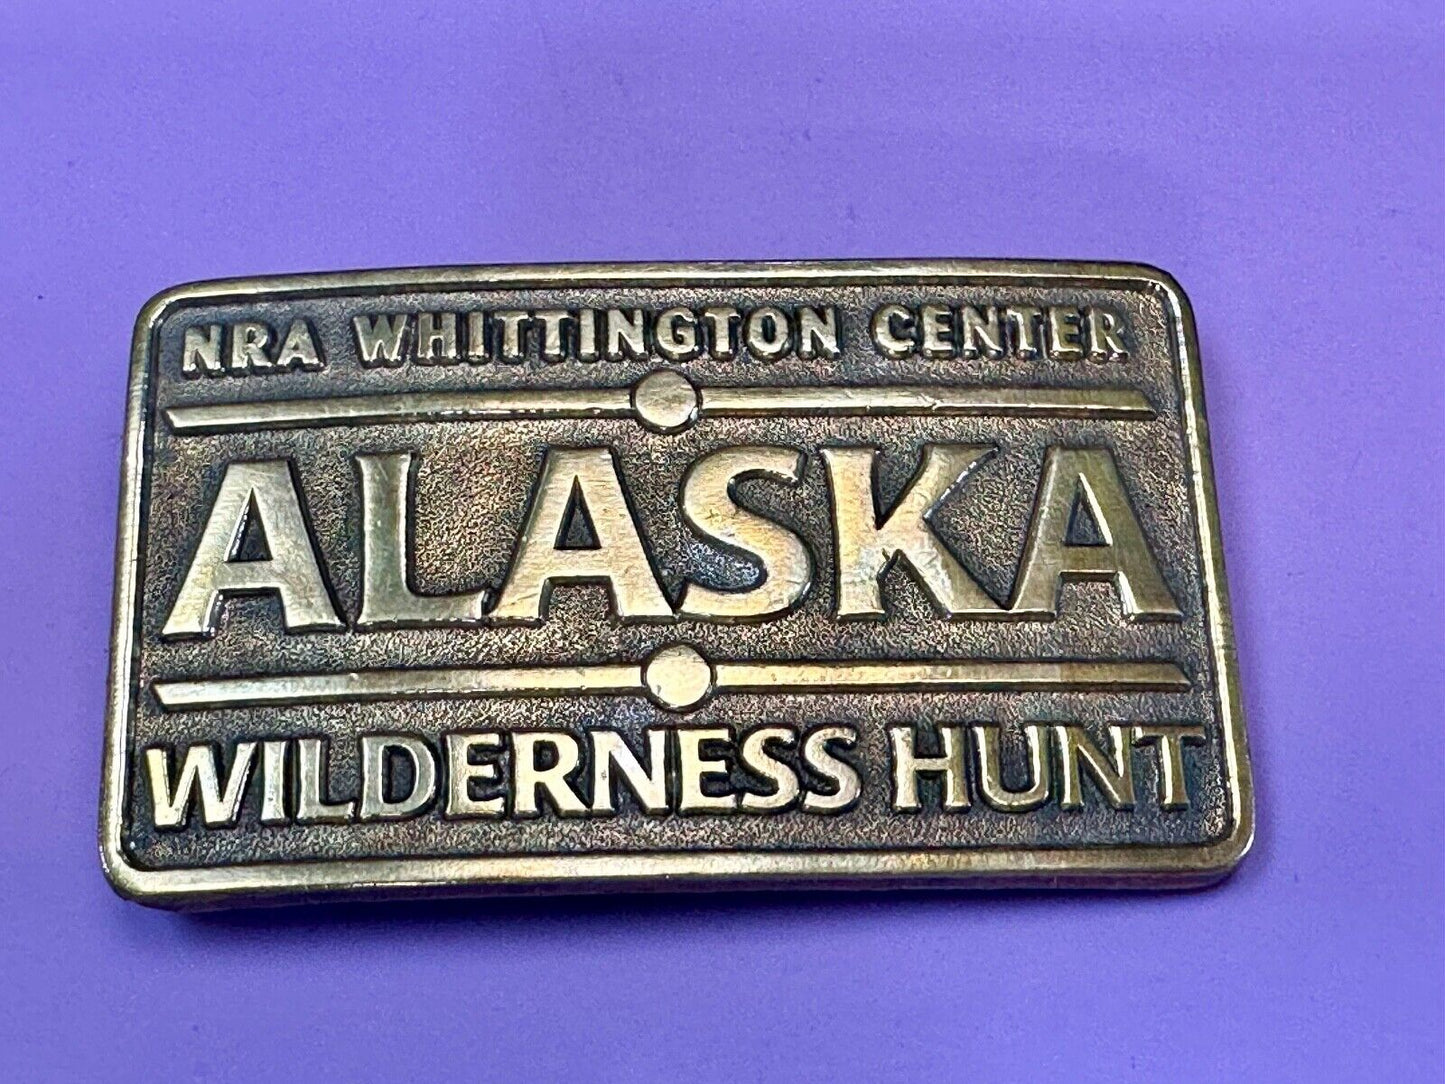 NRA WHITTINGTON CENTER
ALASKA
WILDERNESS HUNT